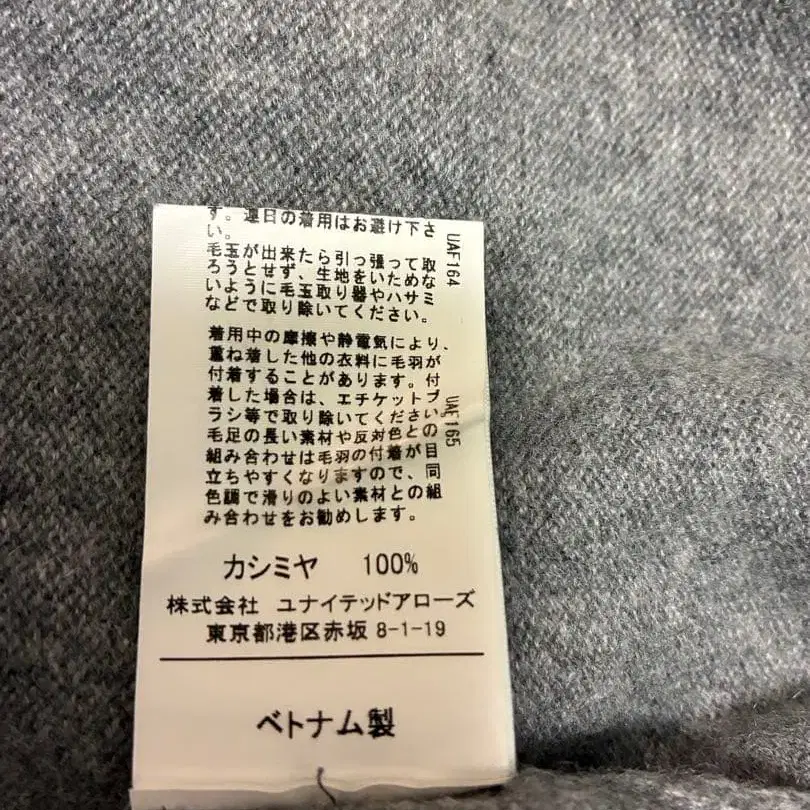 す。連日の着用はお避け下さ
い。
毛玉が出来たら引っ張って取
ろうとせず、生地をいためな
いように毛玉取り器やハサミ
などで取り除いてください。
UAF164
着用中の摩擦や静電気により、
重ね着した他の衣料に毛羽が
付着することがあります。付
着した場合は、エチケットブ
ラシ等で取り除いてください。
毛足の長い素材や反対色との
組み合わせは毛羽の付着が目
立ちやすくなりますので、同
色調で滑りのよい素材との組
み合わせをお勧めします。
UAF165
カシミヤ 100%
株式会社 ユナイテッドアローズ
東京都港区赤坂 8-1-19
ベトナム製